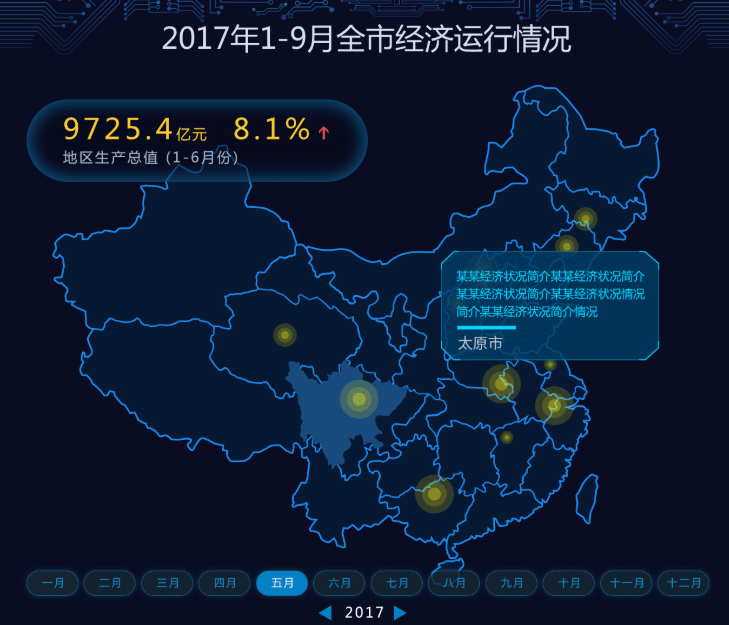 2017年1-9月全市经济运行情况
9725.4亿元 8.1%
地区生产总值 (1-6月份)
某某经济状况简介某某经济状况简介
某某经济状况简介某某经济状况情况
简介某某经济状况简介情况
太原市
一月 二月 三月 四月 五月 六月 七月 八月 九月 十月 十一月 十二月
2017